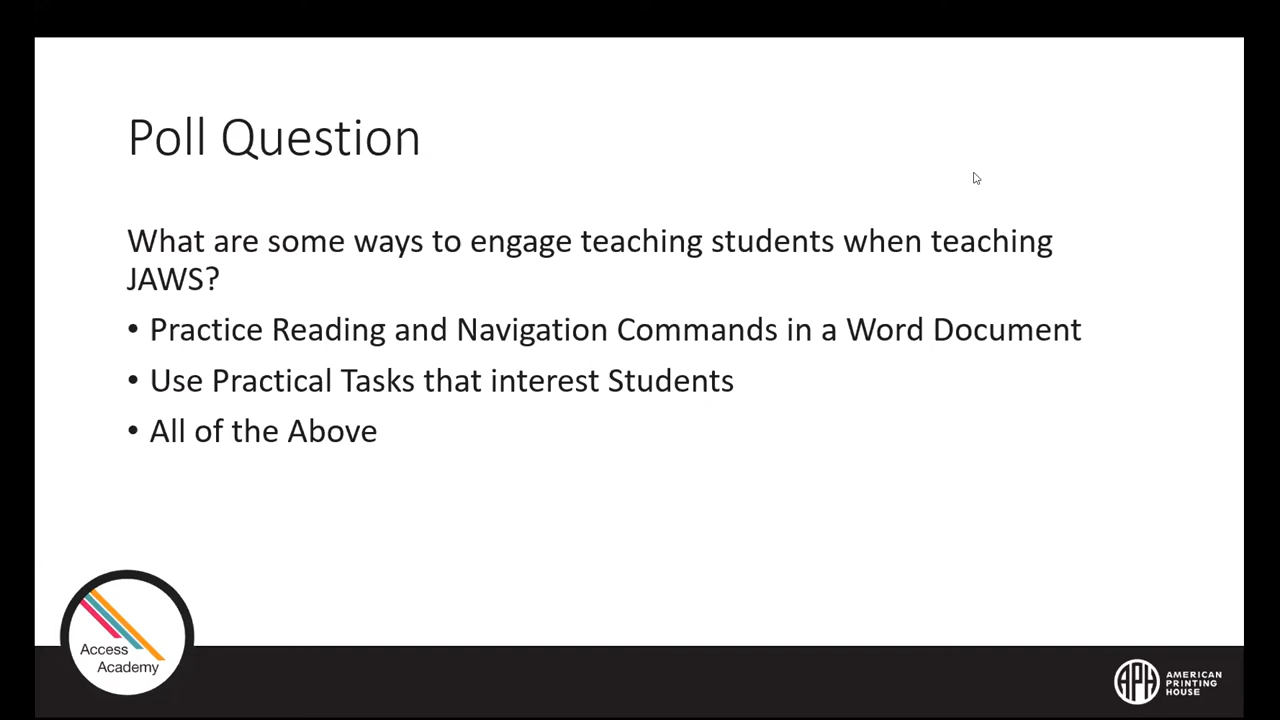 Poll Question
What are some ways to engage teaching students when teaching
JAWS?
• Practice Reading and Navigation Commands in a Word Document
• Use Practical Tasks that interest Students
• All of the Above
Access
Academy
APH
AMERICAN
PRINTING
HOUSE